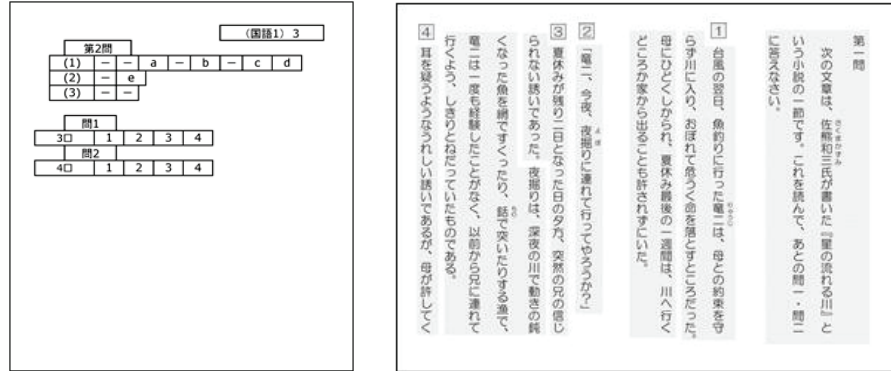 (国語1) 3
第2問
(1) － － a － b － c d
(2) － e
(3) － －
問1
3□ 1 2 3 4
問2
4□ 1 2 3 4
第一問
次の文章は、佐熊和三氏が書いた『星の流れる川』と
いう小説の一節です。これを読んで、あとの問一・問二
に答えなさい。
1 台風の翌日、魚釣りに行った竜二は、母との約束を守
らず川に入り、おぼれて危うく命を落とすところだった。
母にひどくしかられ、夏休み最後の一週間は、川へ行く
どころか家から出ることも許されずにいた。
2 「竜二、今夜、夜掘りに連れて行ってやろうか?」
3 夏休みが残り二日となった日の夕方、突然の兄の信じ
られない誘いであった。夜掘りは、深夜の川で動きの鈍
くなった魚を網ですくったり、銛で突いたりする漁で、
竜二は一度も経験したことがなく、以前から兄に連れて
行くよう、しきりとねだっていたものである。
4 耳を疑うようなうれしい誘いであるが、母が許してく